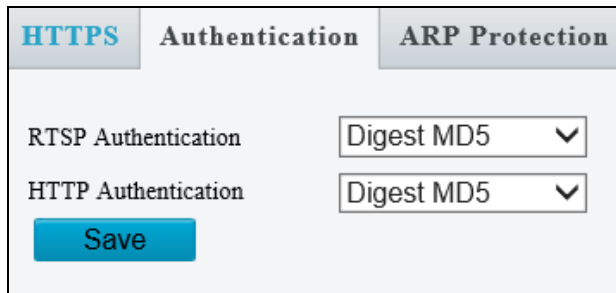 HTTPS Authentication ARP Protection
RTSP Authentication Digest MD5
HTTP Authentication Digest MD5
Save